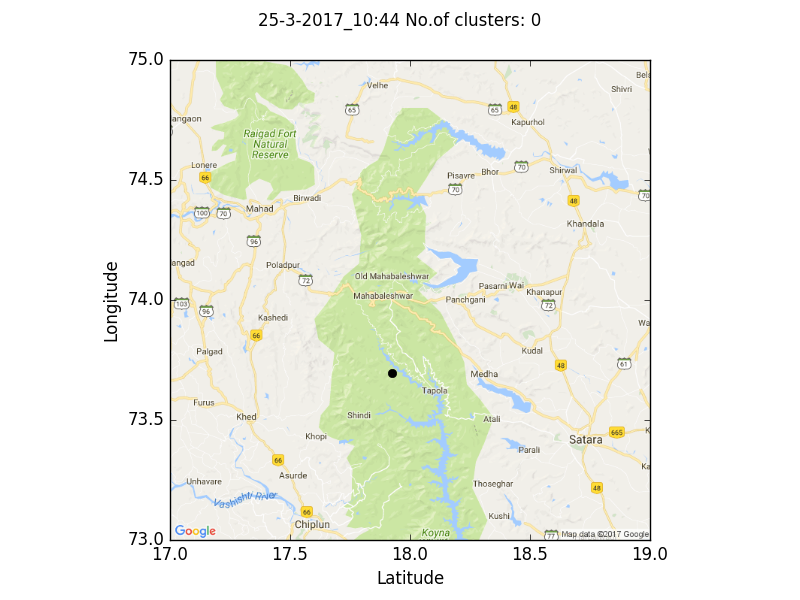 25-3-2017_10:44 No.of clusters: 0
75.0
74.5
74.0
73.5
73.0
17.0
17.5
18.0
18.5
19.0
Longitude
Latitude
Velhe
65
65
48
Shivri
Kapurhol
Raigad Fort
Natural
Reserve
Lonere
66
Pisavre
Bhor
70
Shirwal
70
70
Birwadi
48
100
70
Mahad
Khandala
96
Poladpur
72
Old Mahabaleshwar
Mahabaleshwar
Pasarni
Wai
Khanapur
Panchgani
72
103
96
Kashedi
66
Palgad
Kudal
48
61
Medha
Tapola
Furus
Khed
Shindi
Atali
Khopi
Satara
665
Parali
66
Asurde
Unhavare
Thoseghar
48
Vashishti River
66
Chiplun
Kushi
Koyna
77
Google
Map data ©2017 Google